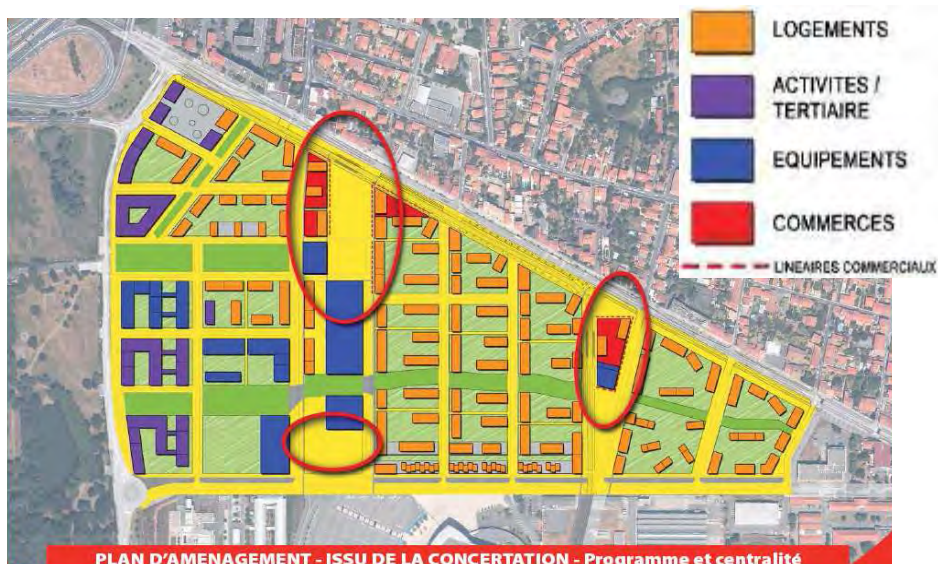 LOGEMENTS
ACTIVITES /
TERTIAIRE
EQUIPEMENTS
COMMERCES
LINEAIRES COMMERCIAUX
PLAN D'AMENAGEMENT - ISSU DE LA CONCERTATION - Programme et centralité